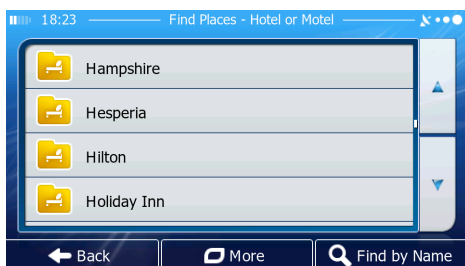 18:23 Find Places - Hotel or Motel
Hampshire
Hesperia
Hilton
Holiday Inn
Back More Find by Name